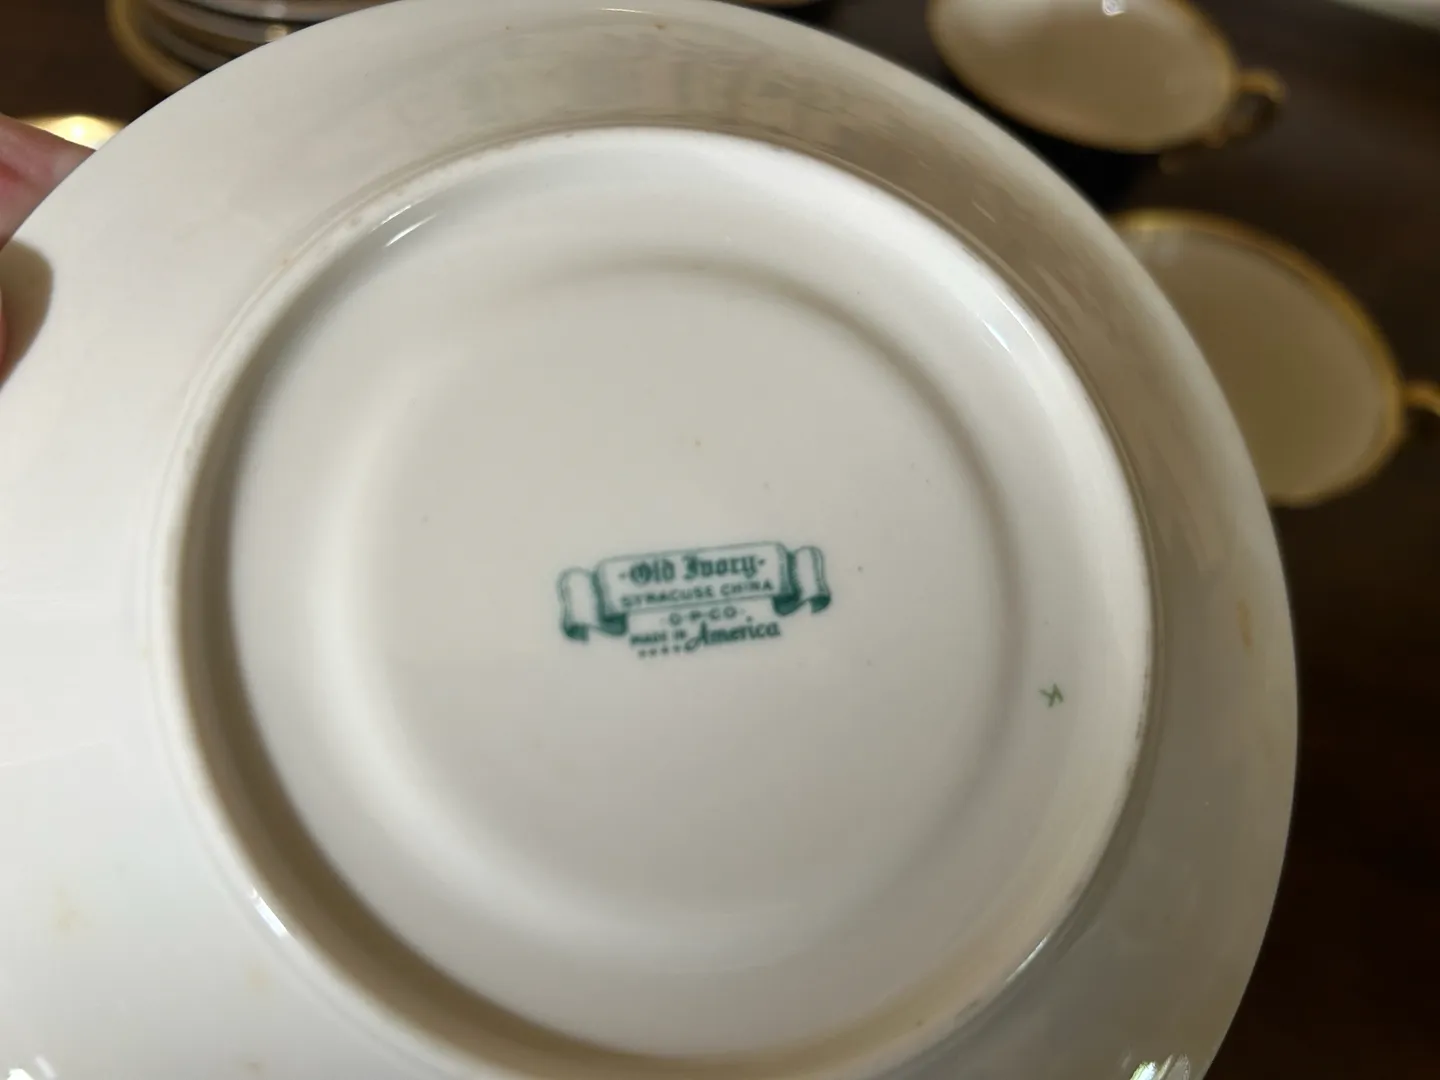 -Old Ivory-
SYRACUSE CHINA
·O·P·CO·
MADE IN America
K